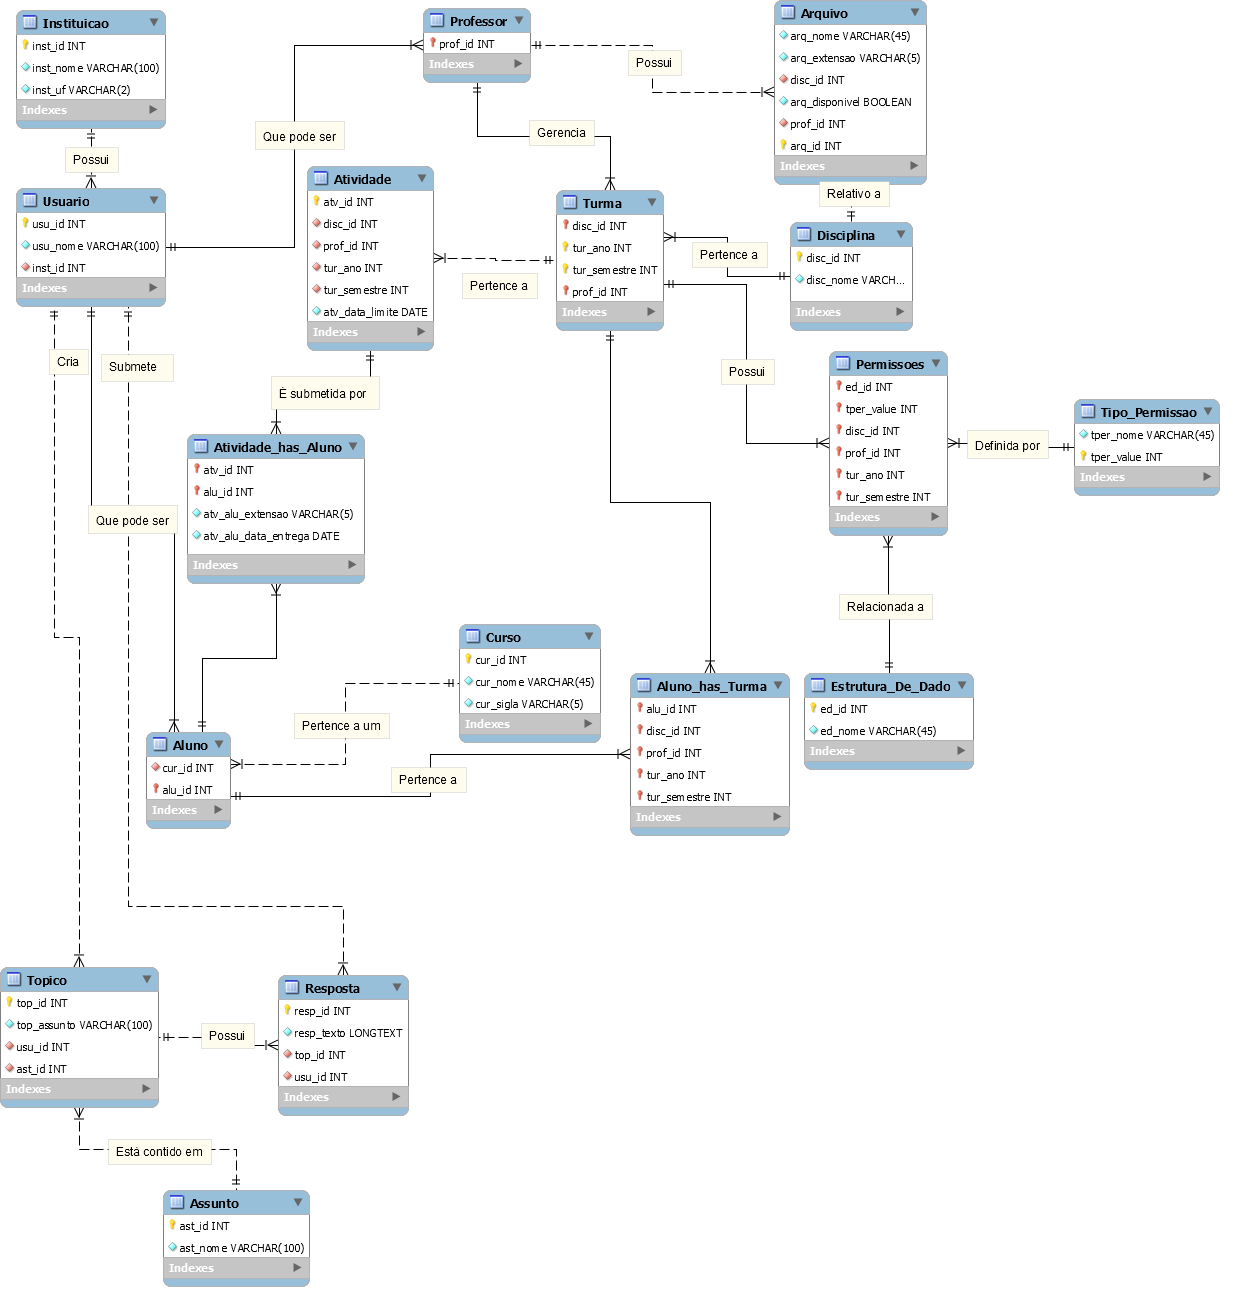 Instituicao
inst_id INT
inst_nome VARCHAR(100)
inst_uf VARCHAR(2)
Indexes
Possui
Usuario
usu_id INT
usu_nome VARCHAR(100)
inst_id INT
Indexes
Que pode ser
Professor
prof_id INT
Indexes
Possui
Gerencia
Arquivo
arq_nome VARCHAR(45)
arq_extensao VARCHAR(5)
disc_id INT
arq_disponivel BOOLEAN
prof_id INT
arq_id INT
Indexes
Relativo a
Atividade
atv_id INT
disc_id INT
prof_id INT
tur_ano INT
tur_semestre INT
atv_data_limite DATE
Indexes
Pertence a
Turma
disc_id INT
tur_ano INT
tur_semestre INT
prof_id INT
Indexes
Pertence a
Disciplina
disc_id INT
disc_nome VARCH...
Indexes
Cria
Submete
É submetida por
Possui
Permissoes
ed_id INT
tper_value INT
disc_id INT
prof_id INT
tur_ano INT
tur_semestre INT
Indexes
Definida por
Tipo_Permissao
tper_nome VARCHAR(45)
tper_value INT
Indexes
Atividade_has_Aluno
atv_id INT
alu_id INT
atv_alu_extensao VARCHAR(5)
atv_alu_data_entrega DATE
Indexes
Que pode ser
Relacionada a
Curso
cur_id INT
cur_nome VARCHAR(45)
cur_sigla VARCHAR(5)
Indexes
Pertence a um
Aluno_has_Turma
alu_id INT
disc_id INT
prof_id INT
tur_ano INT
tur_semestre INT
Indexes
Estrutura_De_Dado
ed_id INT
ed_nome VARCHAR(45)
Indexes
Aluno
cur_id INT
alu_id INT
Indexes
Pertence a
Topico
top_id INT
top_assunto VARCHAR(100)
usu_id INT
ast_id INT
Indexes
Possui
Resposta
resp_id INT
resp_texto LONGTEXT
top_id INT
usu_id INT
Indexes
Está contido em
Assunto
ast_id INT
ast_nome VARCHAR(100)
Indexes